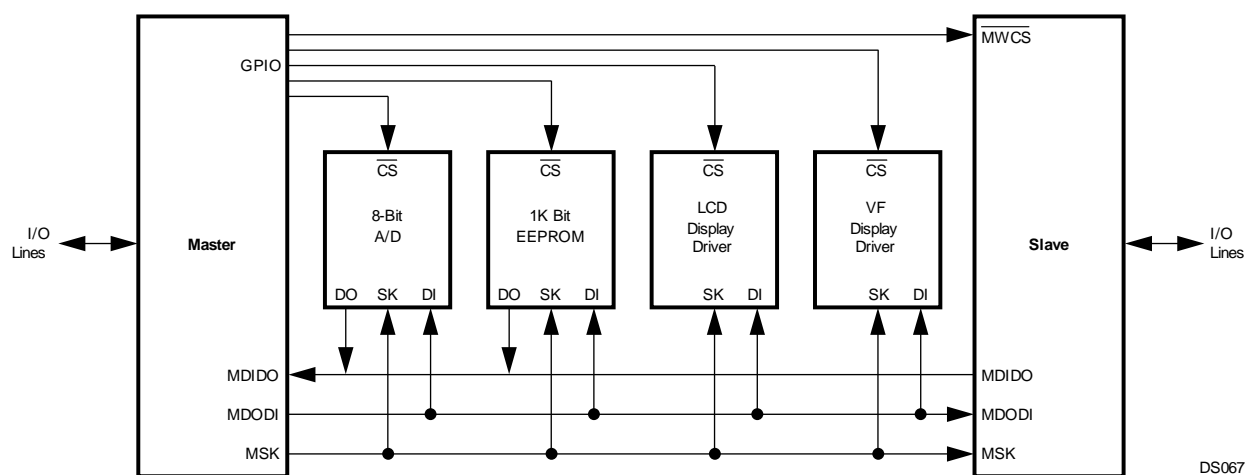 MWCS
GPIO
CS
CS
CS
CS
8-Bit
A/D
1K Bit
EEPROM
LCD
Display
Driver
VF
Display
Driver
I/O
Lines
Master
Slave
I/O
Lines
DO SK DI
DO SK DI
SK DI
SK DI
MDIDO
MDIDO
MDODI
MDODI
MSK
MSK
DS067